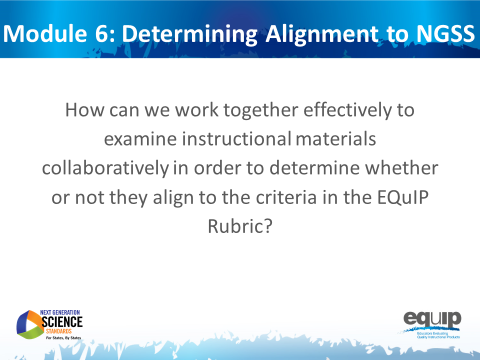 Module 6: Determining Alignment to NGSS
How can we work together effectively to
examine instructional materials
collaboratively in order to determine whether
or not they align to the criteria in the EQuIP
Rubric?
NEXT GENERATION
SCIENCE
STANDARDS
For States, By States
equip
Educators Evaluating
Quality Instructional Products